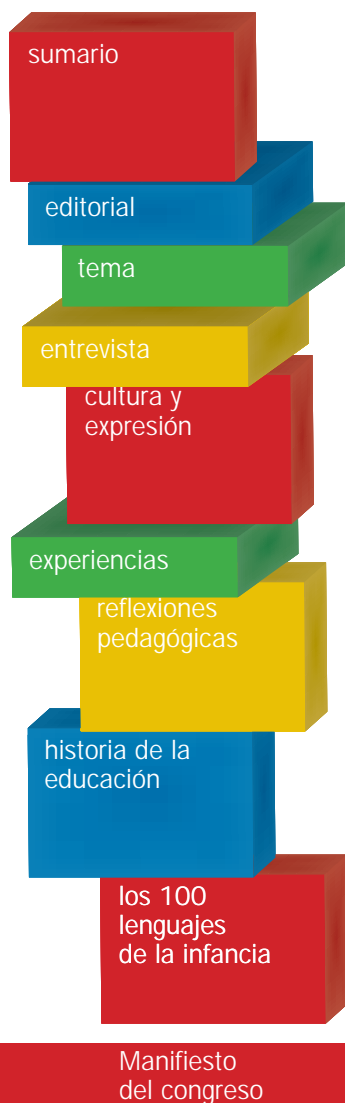 sumario
editorial
tema
entrevista
cultura y
expresión
experiencias
reflexiones
pedagógicas
historia de la
educación
los 100
lenguajes
de la infancia
Manifiesto
del congreso